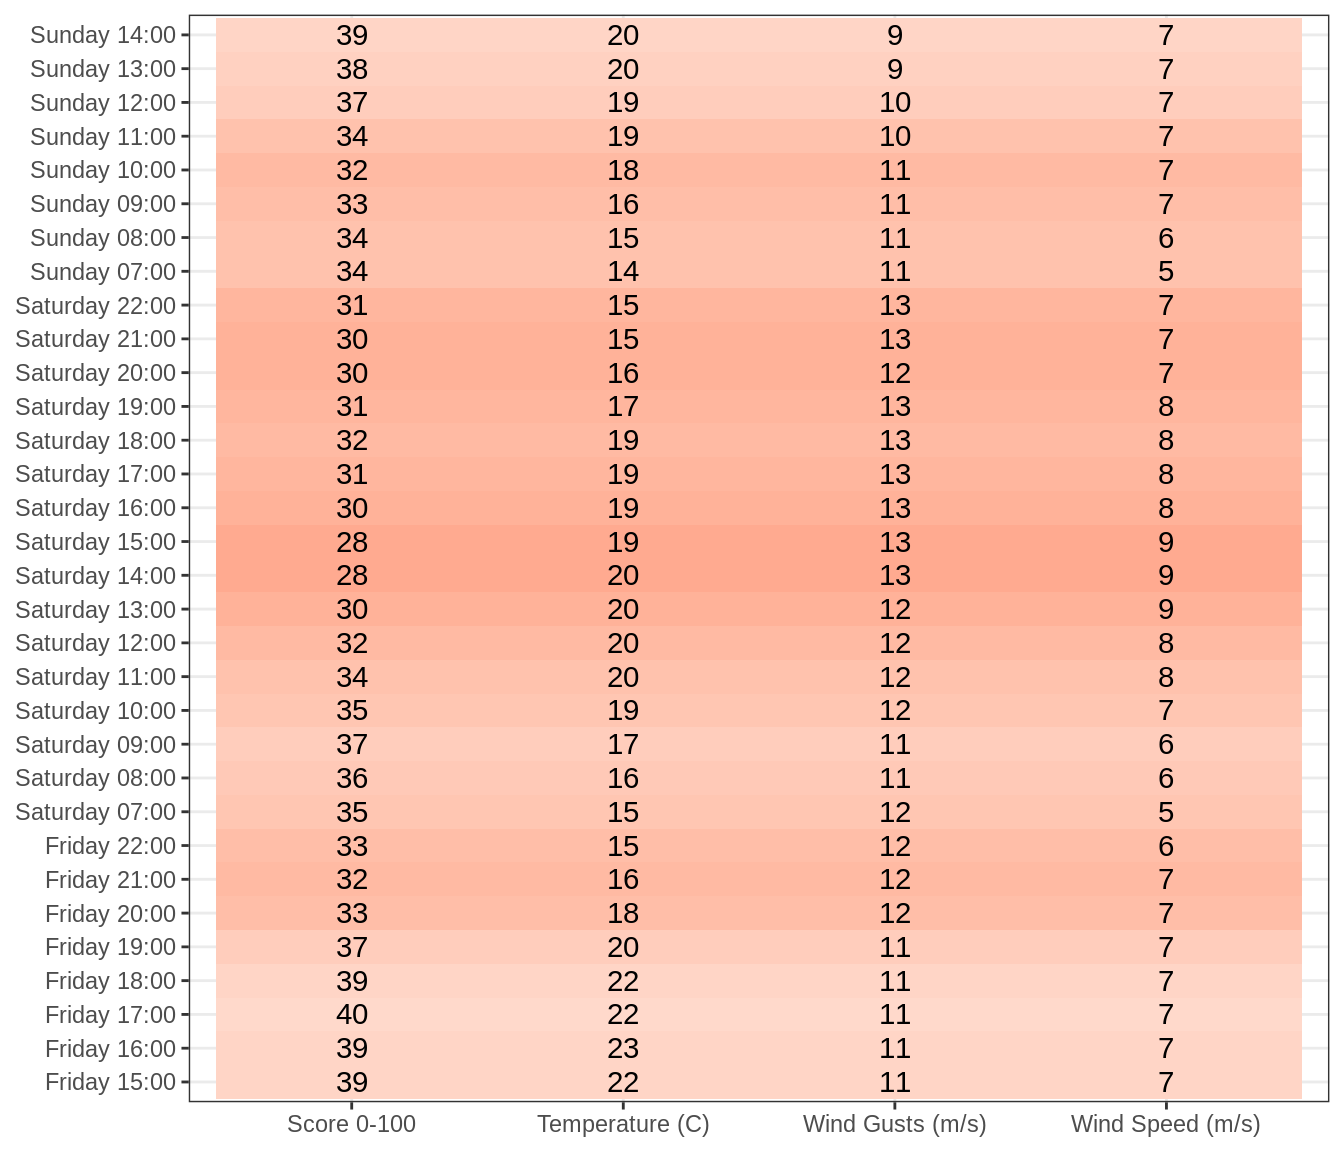 Sunday 14:00 39 20 9 7
Sunday 13:00 38 20 9 7
Sunday 12:00 37 19 10 7
Sunday 11:00 34 19 10 7
Sunday 10:00 32 18 11 7
Sunday 09:00 33 16 11 7
Sunday 08:00 34 15 11 6
Sunday 07:00 34 14 11 5
Saturday 22:00 31 15 13 7
Saturday 21:00 30 15 13 7
Saturday 20:00 30 16 12 7
Saturday 19:00 31 17 13 8
Saturday 18:00 32 19 13 8
Saturday 17:00 31 19 13 8
Saturday 16:00 30 19 13 8
Saturday 15:00 28 19 13 9
Saturday 14:00 28 20 13 9
Saturday 13:00 30 20 12 9
Saturday 12:00 32 20 12 8
Saturday 11:00 34 20 12 8
Saturday 10:00 35 19 12 7
Saturday 09:00 37 17 11 6
Saturday 08:00 36 16 11 6
Saturday 07:00 35 15 12 5
Friday 22:00 33 15 12 6
Friday 21:00 32 16 12 7
Friday 20:00 33 18 12 7
Friday 19:00 37 20 11 7
Friday 18:00 39 22 11 7
Friday 17:00 40 22 11 7
Friday 16:00 39 23 11 7
Friday 15:00 39 22 11 7
Score 0-100 Temperature (C) Wind Gusts (m/s) Wind Speed (m/s)